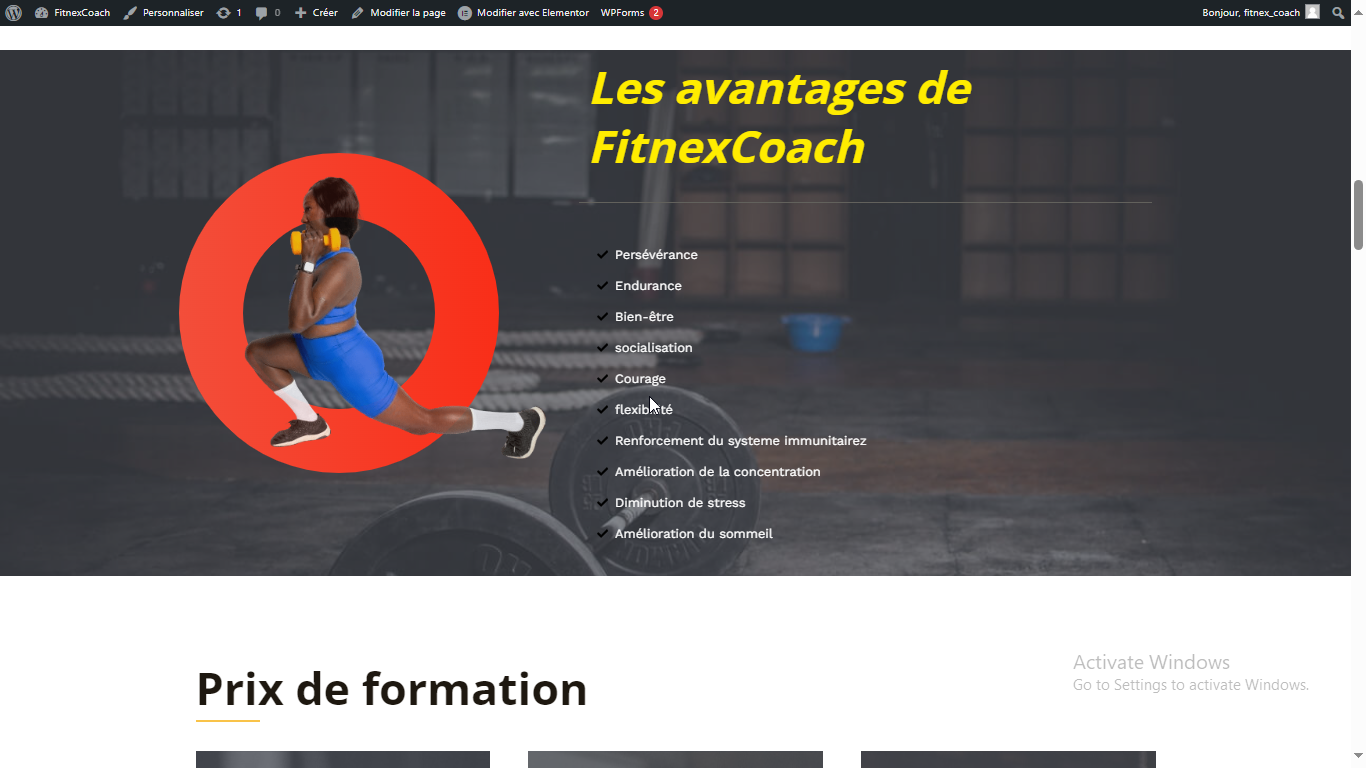 FitnexCoach Personnaliser 1 0 Créer Modifier la page Modifier avec Elementor WPForms 2 Bonjour, fitnex_coach
Les avantages de
FitnexCoach
Persévérance
Endurance
Bien-être
socialisation
Courage
flexibilité
Renforcement du systeme immunitairez
Amélioration de la concentration
Diminution de stress
Amélioration du sommeil
Prix de formation
Activate Windows
Go to Settings to activate Windows.